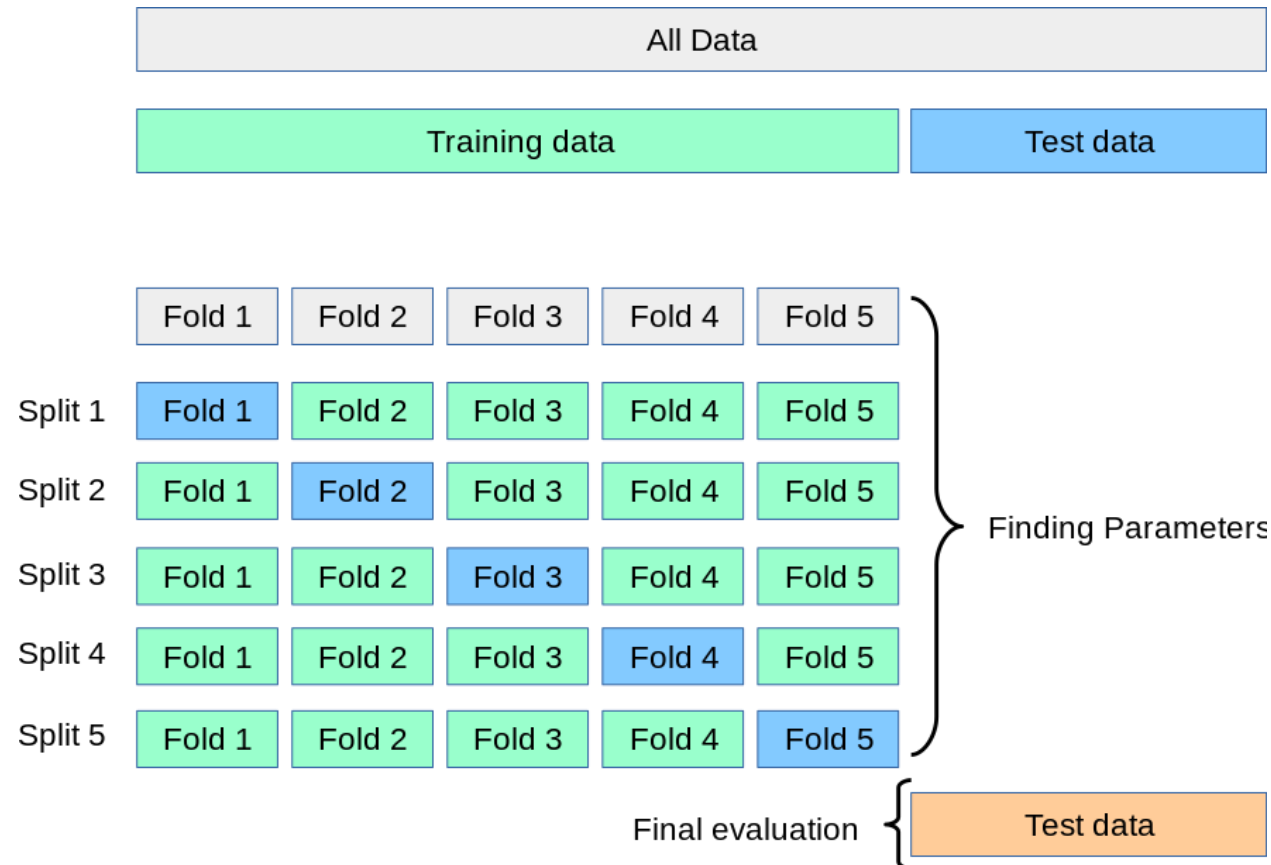 All Data
Training data Test data
Fold 1 Fold 2 Fold 3 Fold 4 Fold 5
Split 1 Fold 1 Fold 2 Fold 3 Fold 4 Fold 5
Split 2 Fold 1 Fold 2 Fold 3 Fold 4 Fold 5
Finding Parameters
Split 3 Fold 1 Fold 2 Fold 3 Fold 4 Fold 5
Split 4 Fold 1 Fold 2 Fold 3 Fold 4 Fold 5
Split 5 Fold 1 Fold 2 Fold 3 Fold 4 Fold 5
Final evaluation Test data